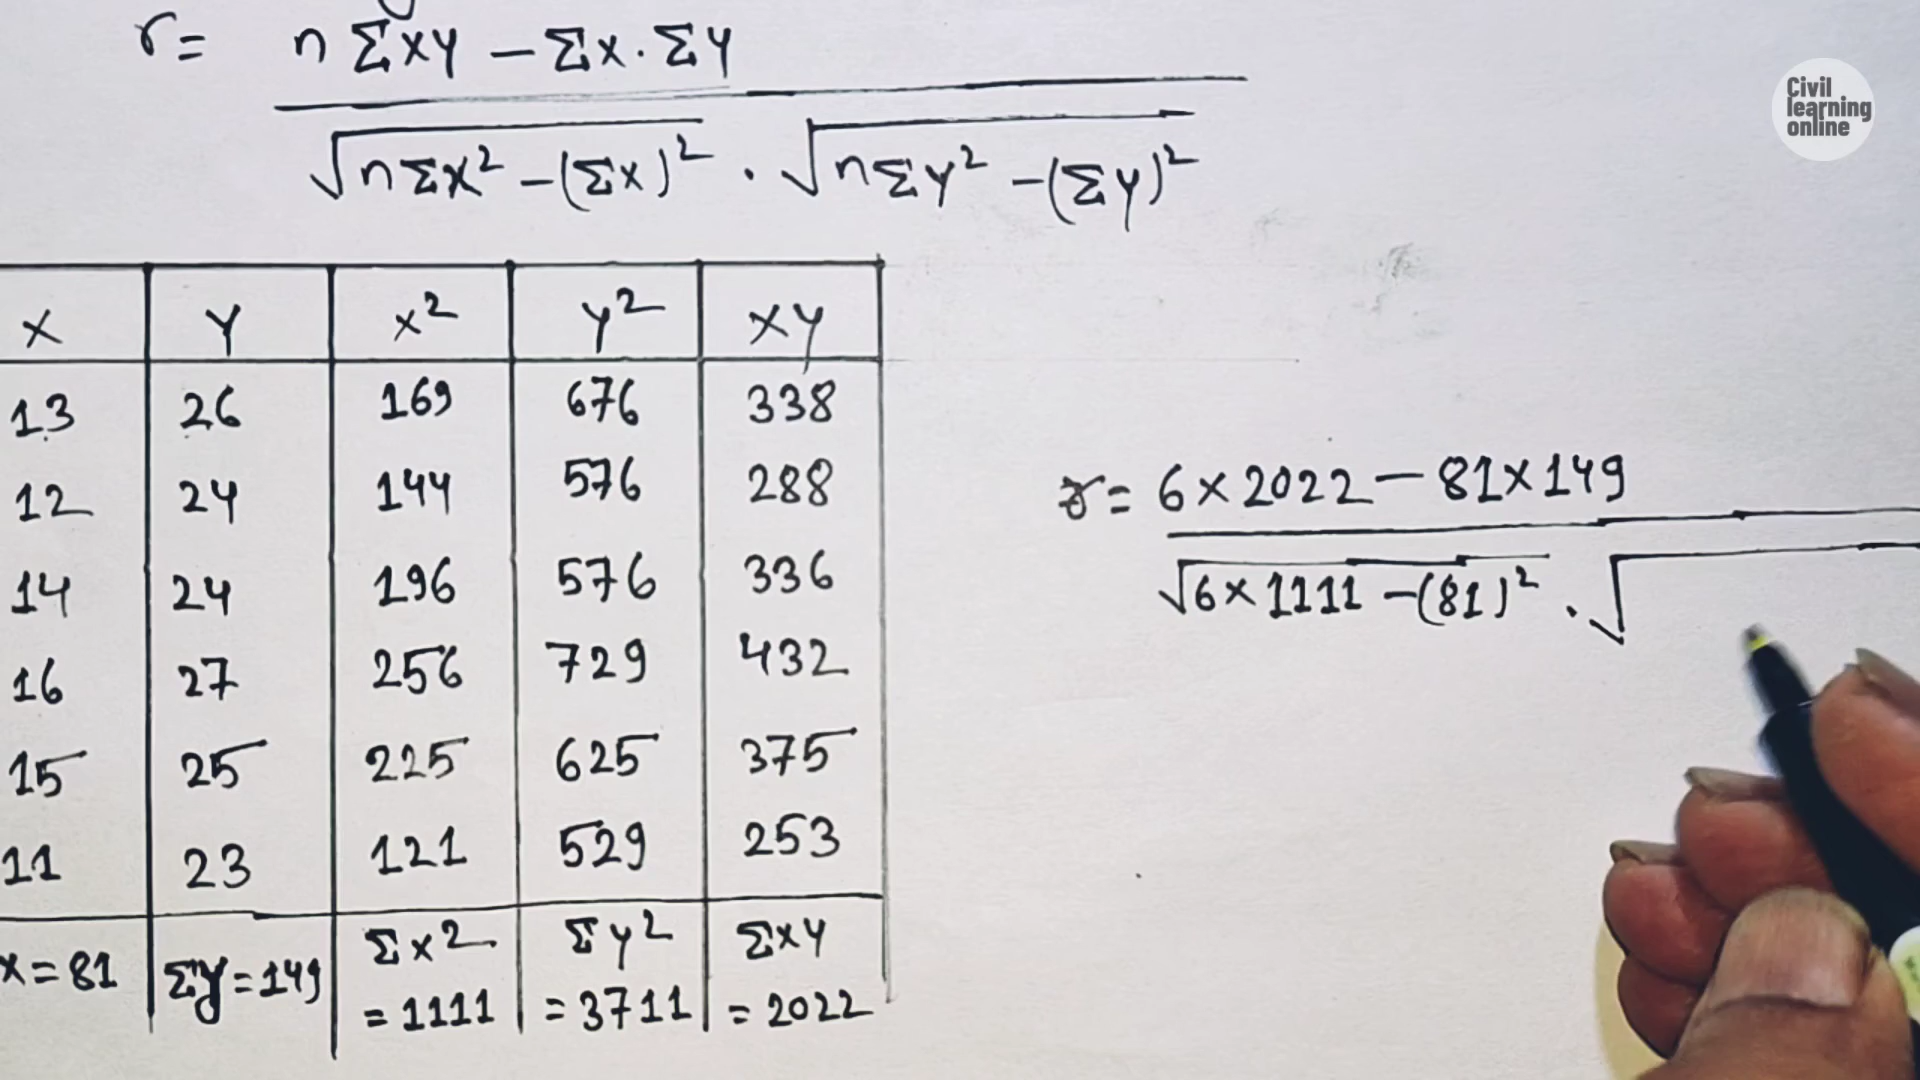 r = n Σxy - Σx. Σy
√nΣx² -(Σx)² . √nΣy² -(Σy)²
Civil
learning
online
x y x² y² xy
13 26 169 676 338
12 24 144 576 288
14 24 196 576 336
16 27 256 729 432
15 25 225 625 375
11 23 121 529 253
x=81 Σy=149 Σx² =1111 Σy² =3711 Σxy =2022
r= 6×2022-81×149
√6×1111 -(81)² . √